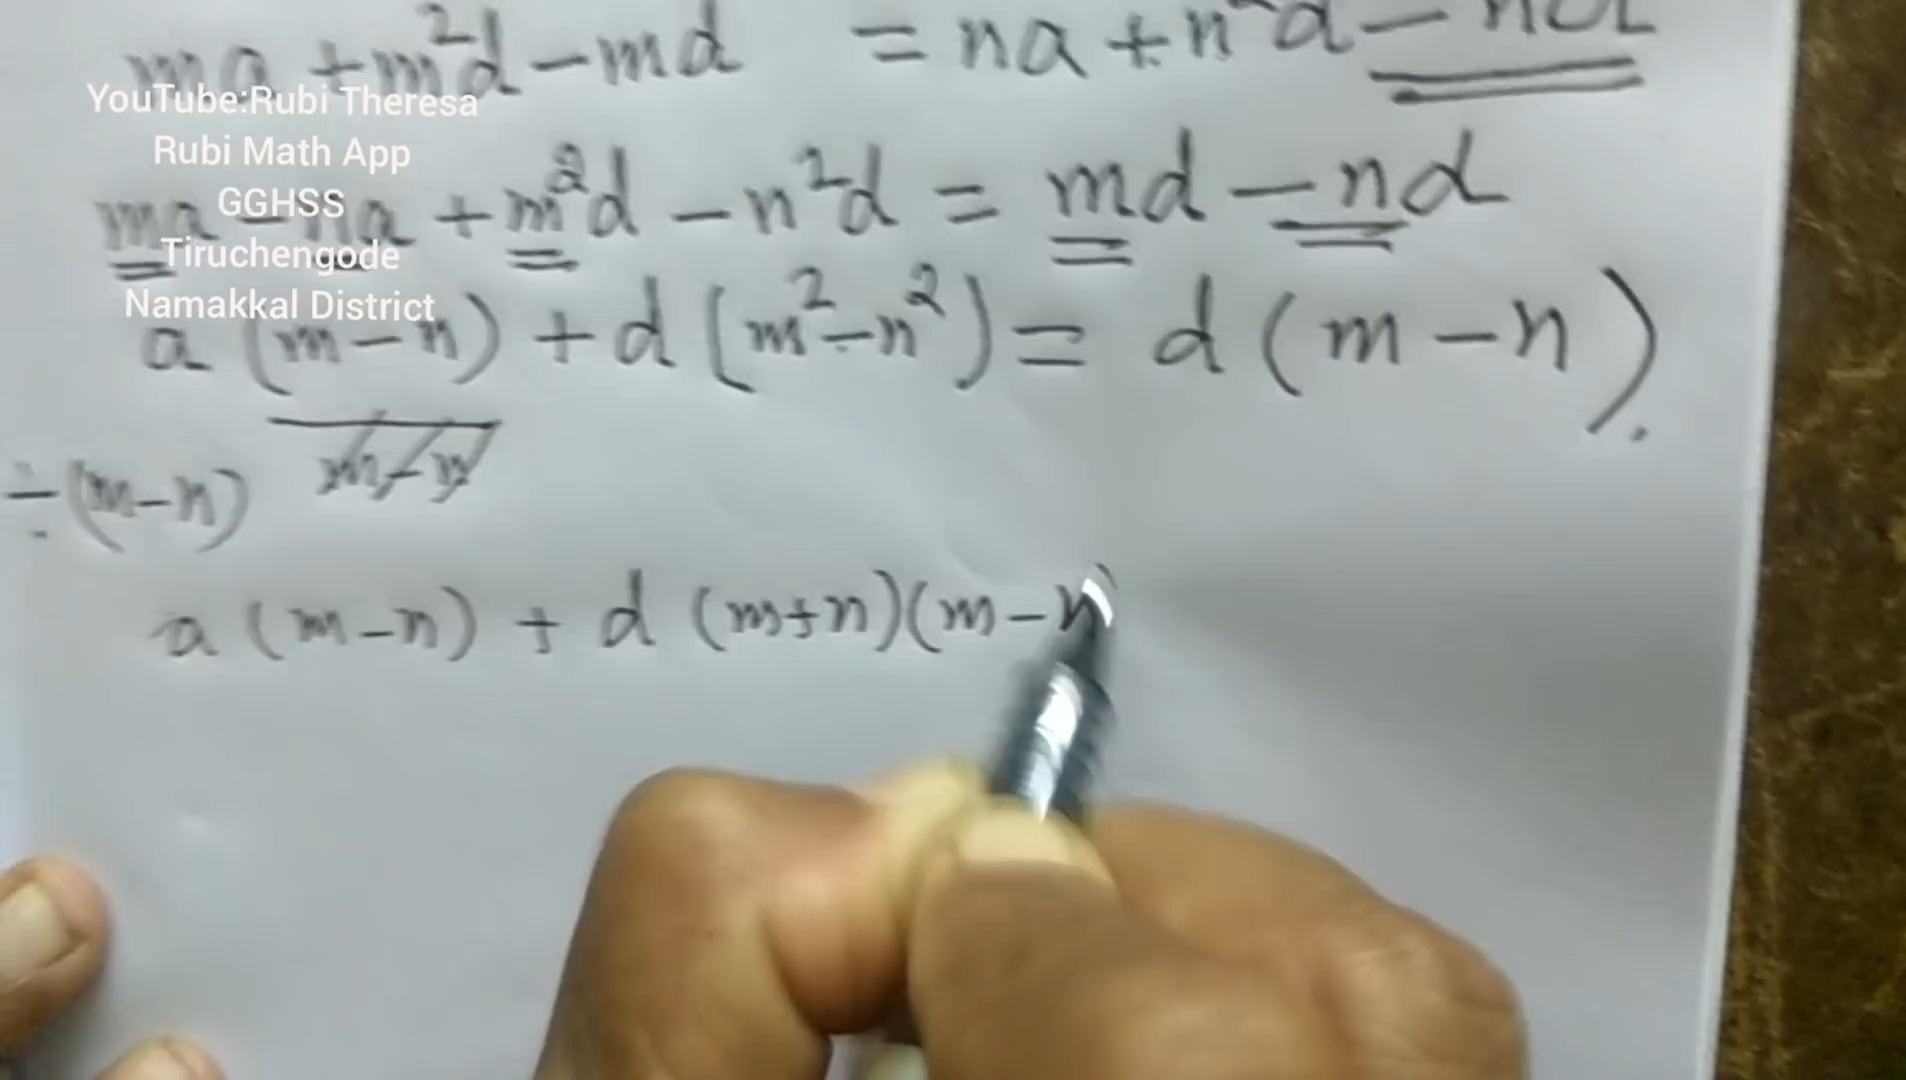 ma + m²d - md = na + n²d - nd
YouTube:Rubi Theresa
Rubi Math App
GGHSS
Tiruchengode
Namakkal District
ma - na + m²d - n²d = md - nd
a (m - n) + d (m² - n²) = d (m - n).
m - n
÷ (m - n)
a (m - n) + d (m + n) (m - n)